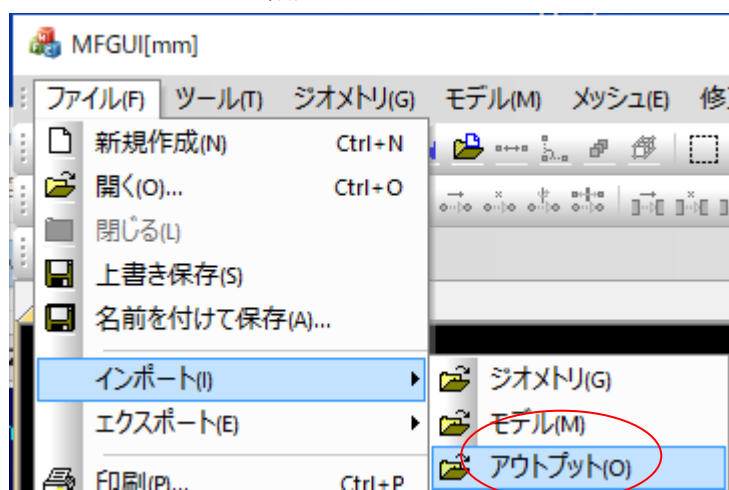 MFGUI[mm]
ファイル(F) ツール(T) ジオメトリ(G) モデル(M) メッシュ(E) 修
新規作成(N) Ctrl+N
開く(O)... Ctrl+O
閉じる(L)
上書き保存(S)
名前を付けて保存(A)...
インポート(I)
エクスポート(E)
印刷(P)... Ctrl+P
ジオメトリ(G)
モデル(M)
アウトプット(O)